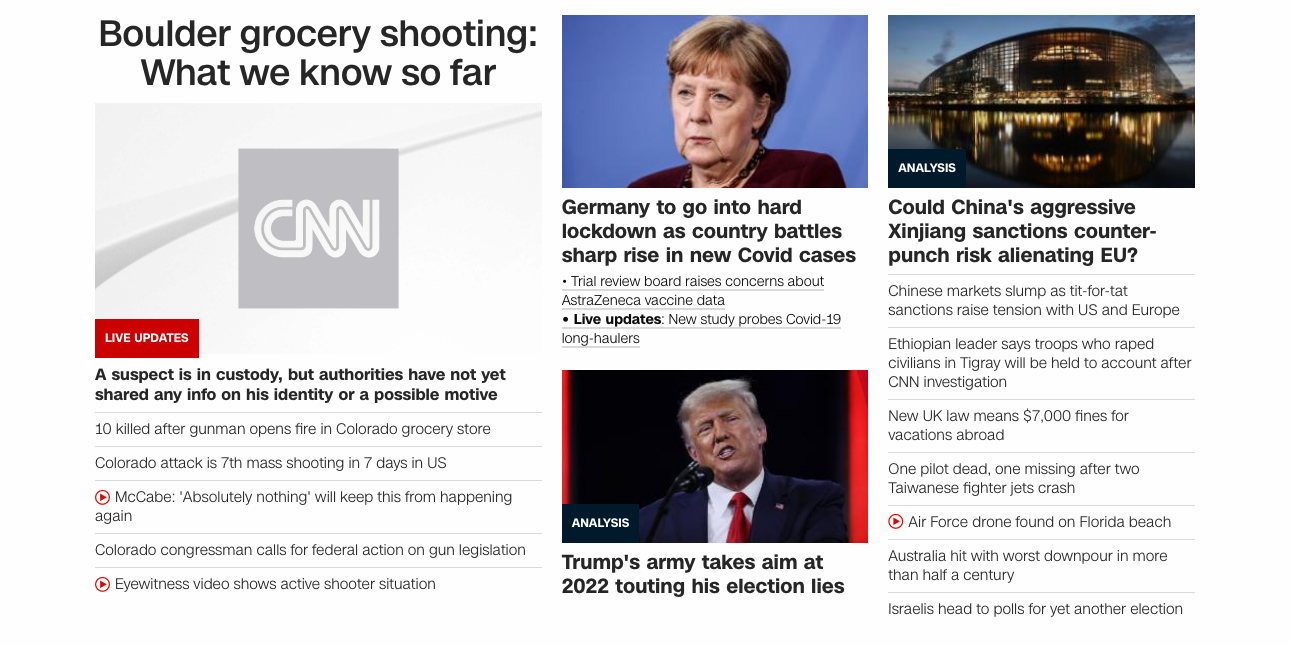 Boulder grocery shooting:
What we know so far
CNN
LIVE UPDATES
A suspect is in custody, but authorities have not yet
shared any info on his identity or a possible motive
10 killed after gunman opens fire in Colorado grocery store
Colorado attack is 7th mass shooting in 7 days in US
McCabe: 'Absolutely nothing' will keep this from happening
again
Colorado congressman calls for federal action on gun legislation
Eyewitness video shows active shooter situation
Germany to go into hard
lockdown as country battles
sharp rise in new Covid cases
• Trial review board raises concerns about
AstraZeneca vaccine data
• Live updates: New study probes Covid-19
long-haulers
ANALYSIS
Trump's army takes aim at
2022 touting his election lies
ANALYSIS
Could China's aggressive
Xinjiang sanctions counter-
punch risk alienating EU?
Chinese markets slump as tit-for-tat
sanctions raise tension with US and Europe
Ethiopian leader says troops who raped
civilians in Tigray will be held to account after
CNN investigation
New UK law means $7,000 fines for
vacations abroad
One pilot dead, one missing after two
Taiwanese fighter jets crash
Air Force drone found on Florida beach
Australia hit with worst downpour in more
than half a century
Israelis head to polls for yet another election